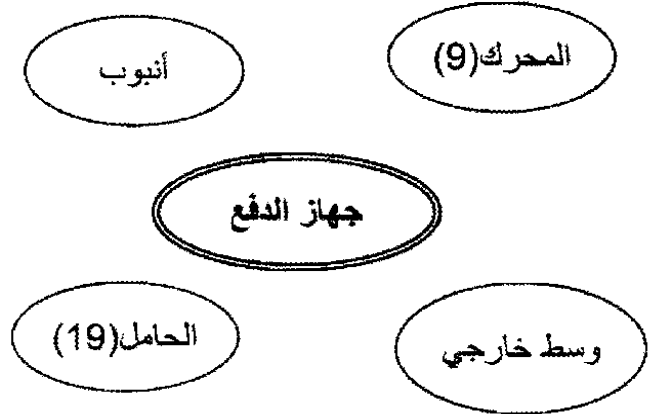 المحرك(9)
أنبوب
جهاز الدفع
الحامل(19)
وسط خارجي